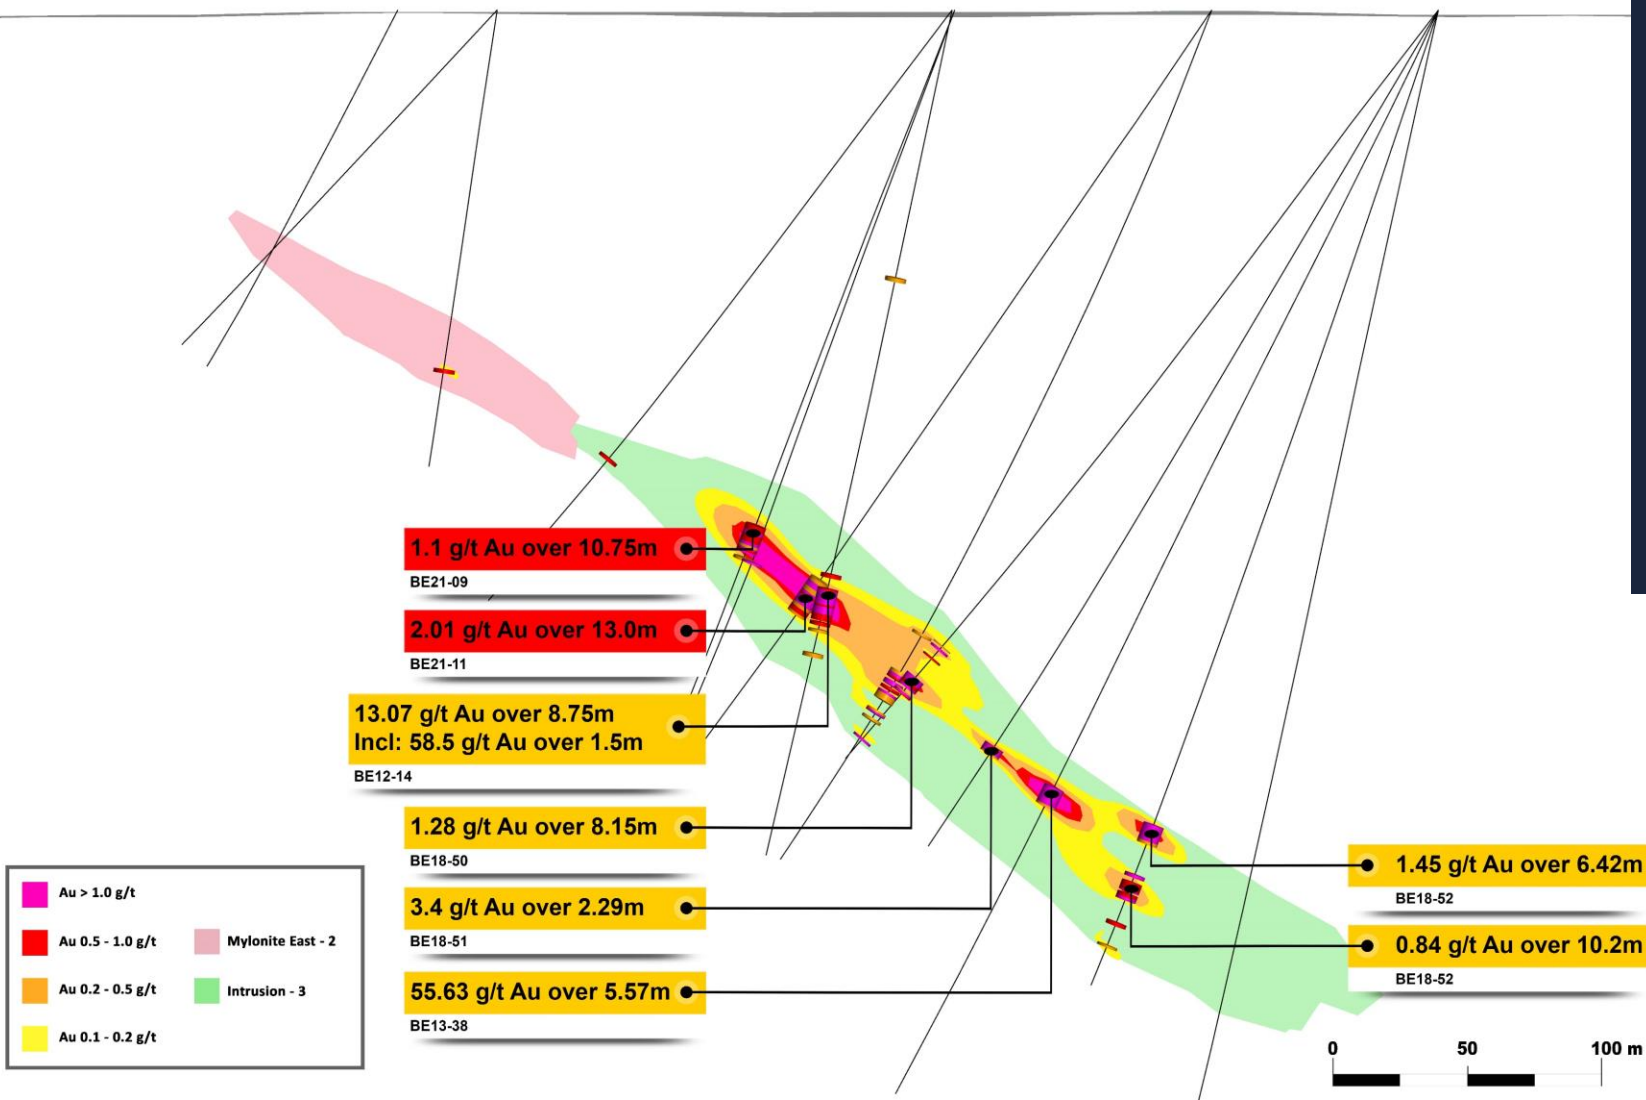 1.1 g/t Au over 10.75m
BE21-09
2.01 g/t Au over 13.0m
BE21-11
13.07 g/t Au over 8.75m
Incl: 58.5 g/t Au over 1.5m
BE12-14
1.28 g/t Au over 8.15m
BE18-50
3.4 g/t Au over 2.29m
BE18-51
55.63 g/t Au over 5.57m
BE13-38
1.45 g/t Au over 6.42m
BE18-52
0.84 g/t Au over 10.2m
BE18-52
Au > 1.0 g/t
Au 0.5 - 1.0 g/t
Au 0.2 - 0.5 g/t
Au 0.1 - 0.2 g/t
Mylonite East - 2
Intrusion - 3
0 50 100 m